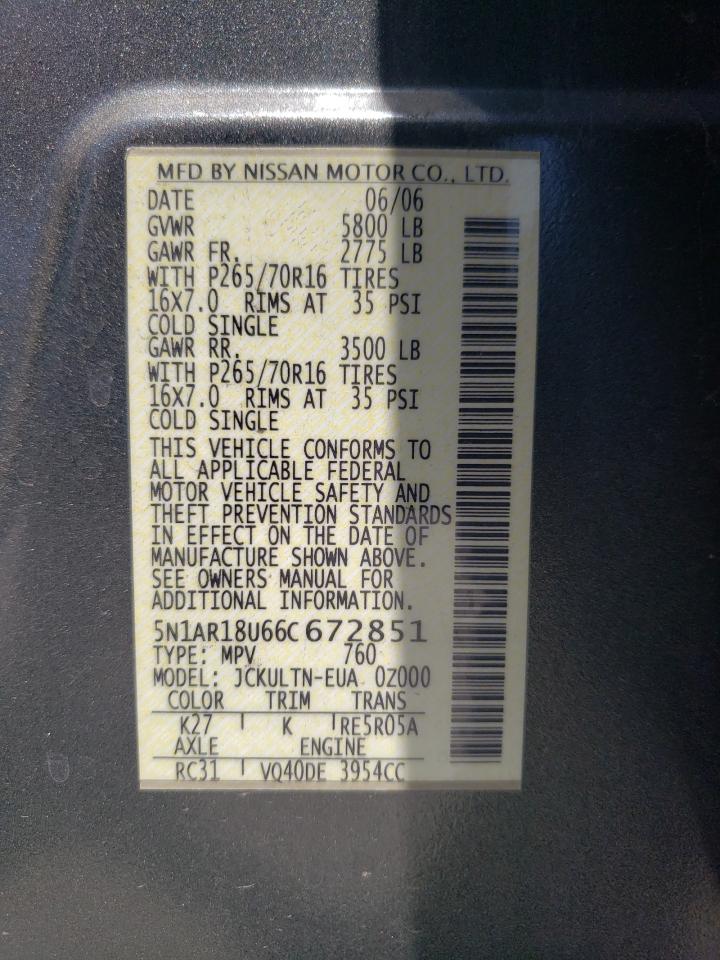 MFD BY NISSAN MOTOR CO., LTD.
DATE 06/06
GVWR 5800 LB
GAWR FR. 2775 LB
WITH P265/70R16 TIRES
16X7.0 RIMS AT 35 PSI
COLD SINGLE
GAWR RR. 3500 LB
WITH P265/70R16 TIRES
16X7.0 RIMS AT 35 PSI
COLD SINGLE
THIS VEHICLE CONFORMS TO
ALL APPLICABLE FEDERAL
MOTOR VEHICLE SAFETY AND
THEFT PREVENTION STANDARDS
IN EFFECT ON THE DATE OF
MANUFACTURE SHOWN ABOVE.
SEE OWNERS MANUAL FOR
ADDITIONAL INFORMATION.
5N1AR18U66C672851
TYPE: MPV 760
MODEL: JCKULTN-EUA 0Z000
COLOR TRIM TRANS
K27 K RE5R05A
AXLE ENGINE
RC31 VQ40DE 3954CC